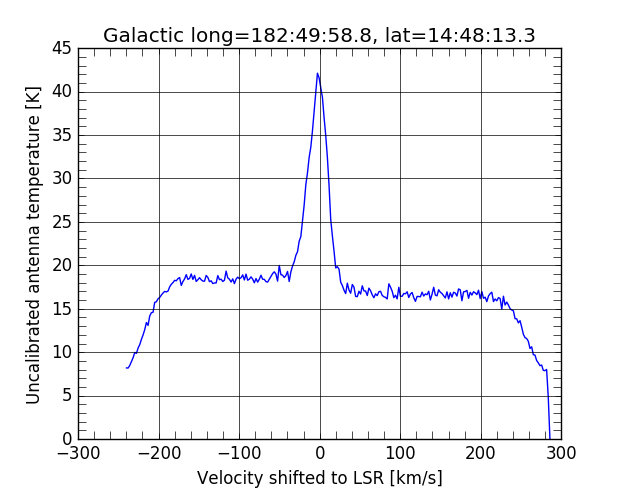 Galactic long=182:49:58.8, lat=14:48:13.3
45
40
35
30
25
20
15
10
5
0
Uncalibrated antenna temperature [K]
−300 −200 −100 0 100 200 300
Velocity shifted to LSR [km/s]